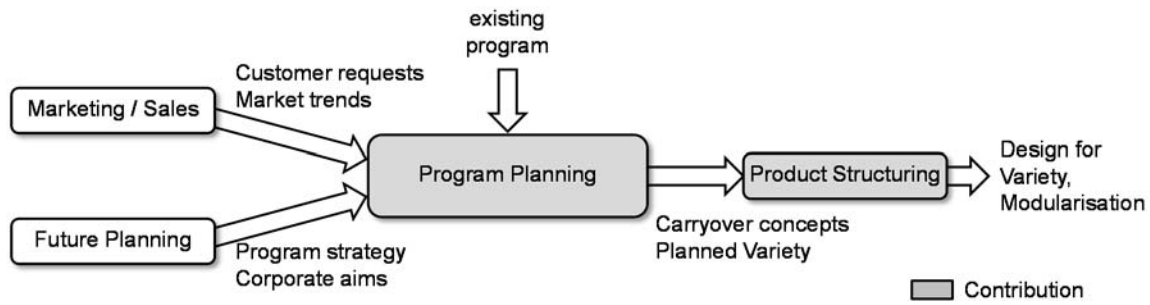 existing
program
Customer requests
Market trends
Marketing / Sales
Program Planning
Product Structuring
Design for
Variety,
Modularisation
Future Planning
Program strategy
Corporate aims
Carryover concepts
Planned Variety
Contribution